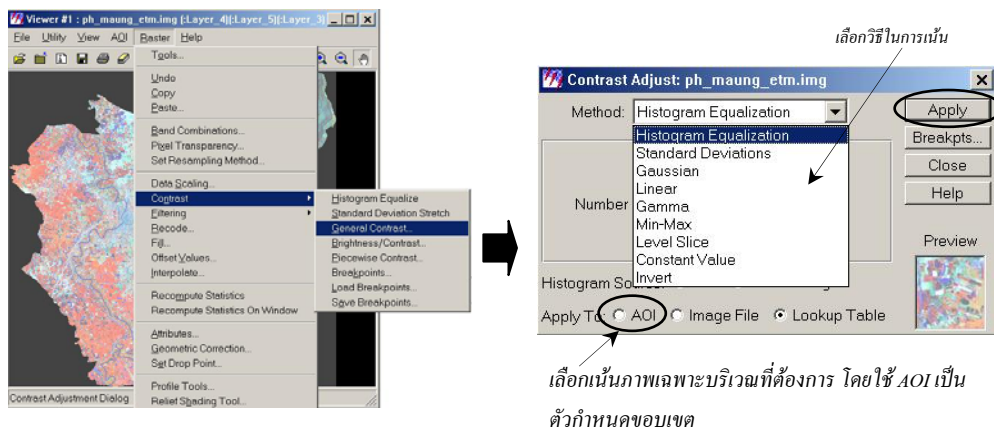 Viewer #1 : ph_maung_etm.img (:Layer_4)(:Layer_5)(:Layer_3)
File Utility View AOI Raster Help
Tools...
Undo
Copy
Paste...
Band Combinations...
Pixel Transparency...
Set Resampling Method...
Data Scaling...
Contrast
Filtering
Recode...
Fill...
Offset Values...
Interpolate...
Recompute Statistics
Recompute Statistics On Window
Attributes...
Geometric Correction...
Set Drop Point...
Profile Tools...
Relief Shading Tool...
Contrast Adjustment Dialog
Histogram Equalize
Standard Deviation Stretch
General Contrast...
Brightness/Contrast...
Piecewise Contrast...
Breakpoints...
Load Breakpoints...
Save Breakpoints...
เลือกวิธีในการเน้น
Contrast Adjust: ph_maung_etm.img
Method: Histogram Equalization
Histogram Equalization
Standard Deviations
Gaussian
Linear
Gamma
Min-Max
Level Slice
Constant Value
Invert
Number
Histogram
Apply To: AOI Image File Lookup Table
Apply
Breakpts...
Close
Help
Preview
เลือกเน้นภาพเฉพาะบริเวณที่ต้องการ โดยใช้ AOI เป็น
ตัวกำหนดขอบเขต